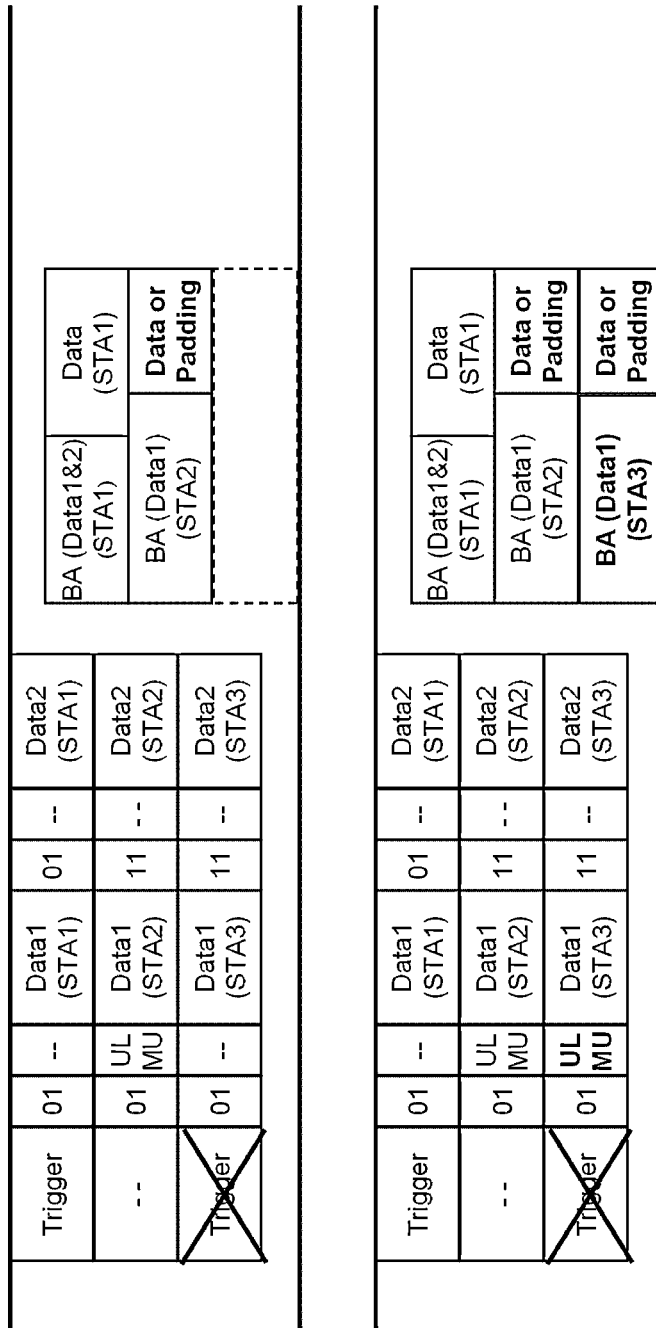 Trigger
01
--
Data1
(STA1)
01
--
Data2
(STA1)
--
01
UL
MU
Data1
(STA2)
11
--
Data2
(STA2)
Trigger
01
--
Data1
(STA3)
11
--
Data2
(STA3)
BA (Data1&2)
(STA1)
Data
(STA1)
BA (Data1)
(STA2)
Data or
Padding
Trigger
01
--
Data1
(STA1)
01
--
Data2
(STA1)
--
01
UL
MU
Data1
(STA2)
11
--
Data2
(STA2)
Trigger
01
UL
MU
Data1
(STA3)
11
--
Data2
(STA3)
BA (Data1&2)
(STA1)
Data
(STA1)
BA (Data1)
(STA2)
Data or
Padding
BA (Data1)
(STA3)
Data or
Padding